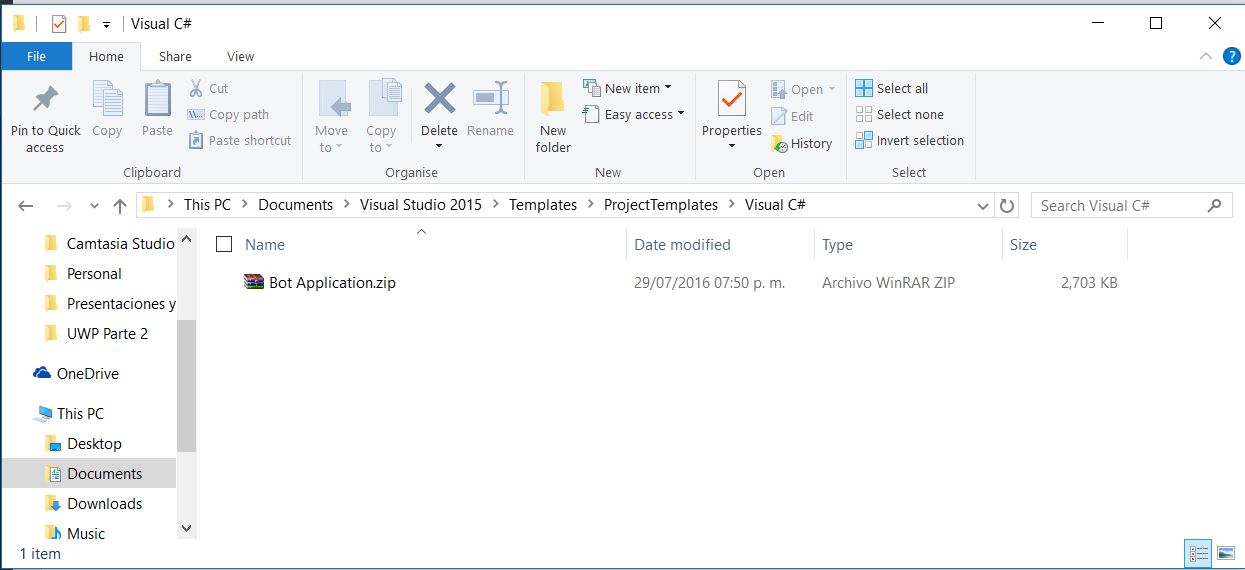 Visual C#
File Home Share View
Pin to Quick access
Copy
Paste
Cut
Copy path
Paste shortcut
Clipboard
Move to
Copy to
Delete
Rename
Organise
New folder
New item
Easy access
New
Properties
Open
Edit
History
Open
Select all
Select none
Invert selection
Select
This PC > Documents > Visual Studio 2015 > Templates > ProjectTemplates > Visual C#
Search Visual C#
Camtasia Studio
Personal
Presentaciones y
UWP Parte 2
OneDrive
This PC
Desktop
Documents
Downloads
Music
Name Date modified Type Size
Bot Application.zip 29/07/2016 07:50 p. m. Archivo WinRAR ZIP 2,703 KB
1 item